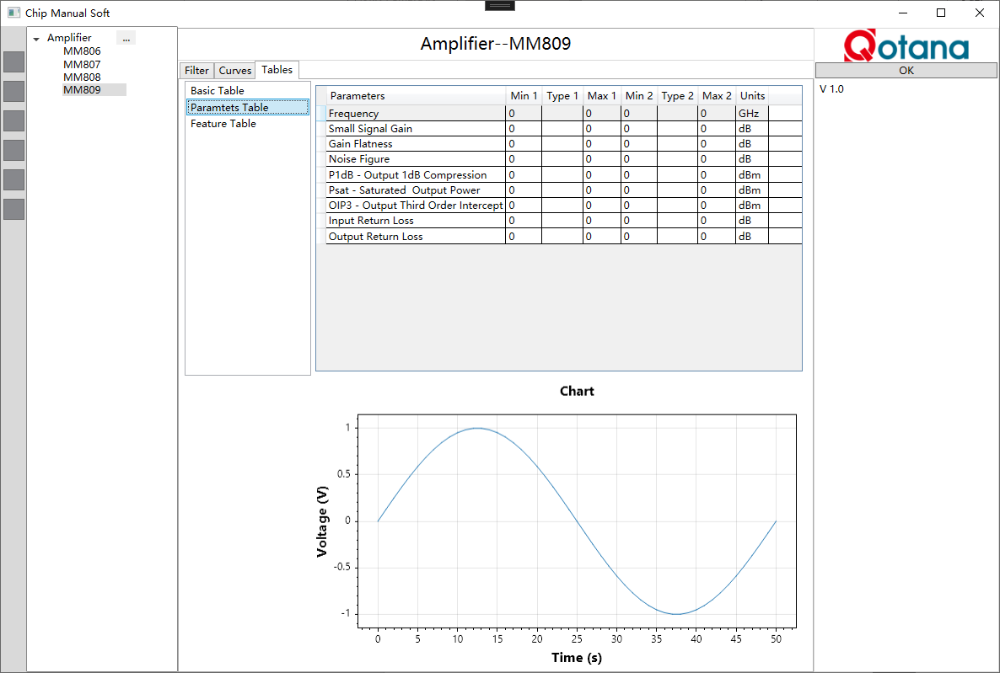 Chip Manual Soft
Amplifier ...
MM806
MM807
MM808
MM809
Amplifier--MM809
Qotana
OK
V 1.0
Filter Curves Tables
Basic Table
Paramtets Table
Feature Table
Parameters Min 1 Type 1 Max 1 Min 2 Type 2 Max 2 Units
Frequency 0 0 0 0 GHz
Small Signal Gain 0 0 0 0 dB
Gain Flatness 0 0 0 0 dB
Noise Figure 0 0 0 0 dB
P1dB - Output 1dB Compression 0 0 0 0 dBm
Psat - Saturated  Output Power 0 0 0 0 dBm
OIP3 - Output Third Order Intercept 0 0 0 0 dBm
Input Return Loss 0 0 0 0 dB
Output Return Loss 0 0 0 0 dB
Chart
Voltage (V)
1
0.5
0
-0.5
-1
0 5 10 15 20 25 30 35 40 45 50
Time (s)